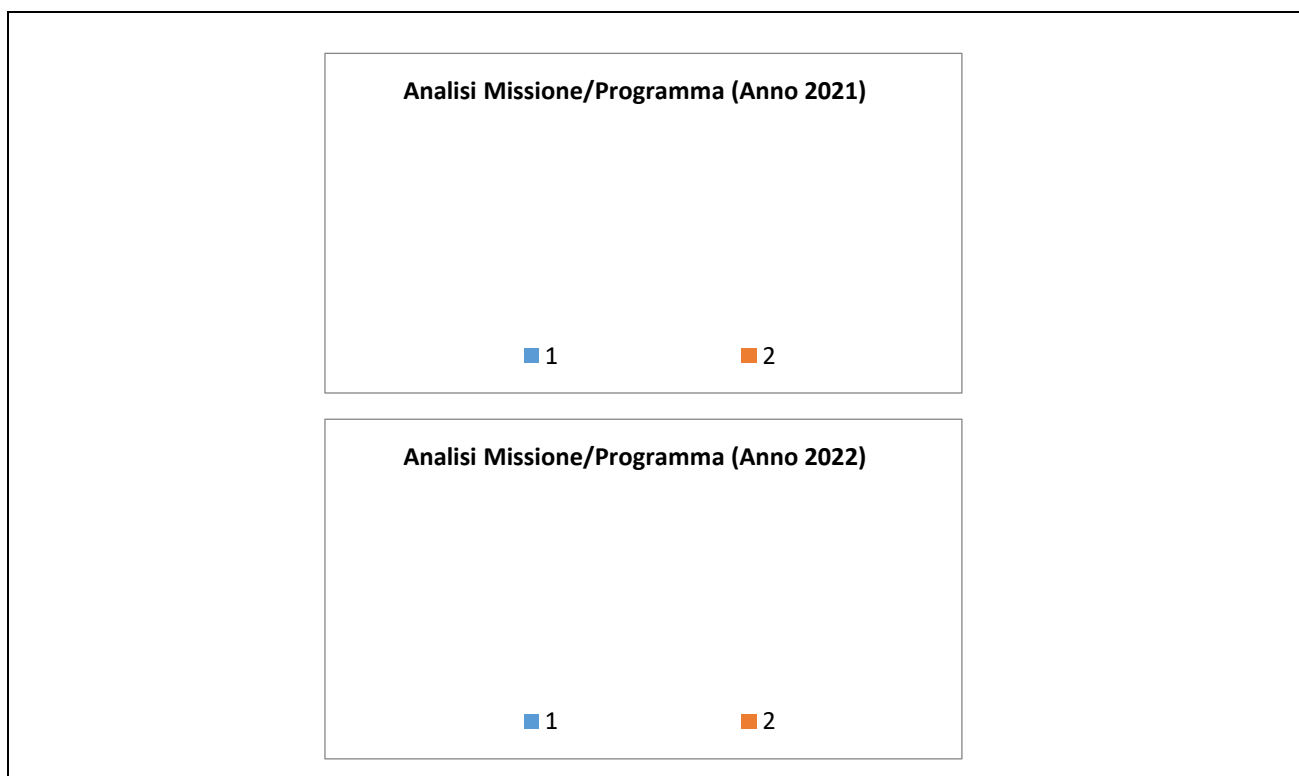 Analisi Missione/Programma (Anno 2021)
1 2
Analisi Missione/Programma (Anno 2022)
1 2